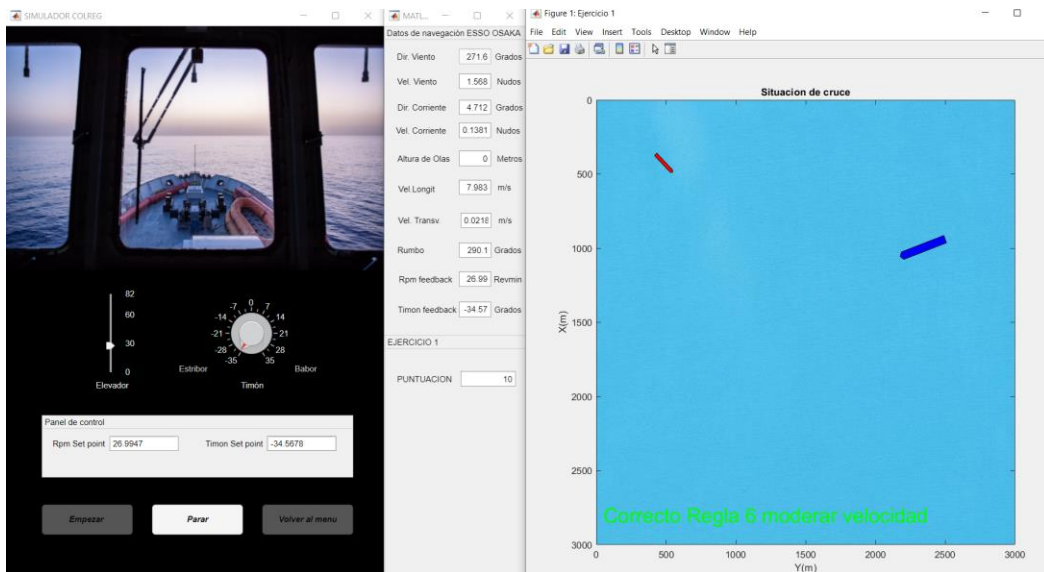 SIMULADOR COLREG
82
60
30
0
Elevador
-35
-28
-21
-14
-7
0
7
14
21
28
35
Estribor
Babor
Timón
Panel de control
Rpm Set point 26.9947
Timon Set point -34.5678
Empezar
Parar
Volver al menu
MATL...
Datos de navegación ESSO OSAKA
Dir. Viento 271.6 Grados
Vel. Viento 1.568 Nudos
Dir. Corriente 4.712 Grados
Vel. Corriente 0.1381 Nudos
Altura de Olas 0 Metros
Vel.Longit 7.983 m/s
Vel. Transv. 0.0218 m/s
Rumbo 290.1 Grados
Rpm feedback 26.99 Revmin
Timon feedback -34.57 Grados
EJERCICIO 1
PUNTUACION 10
Figure 1: Ejercicio 1
File Edit View Insert Tools Desktop Window Help
Situacion de cruce
0
500
1000
1500
2000
2500
3000
X(m)
Correcto Regla 6 moderar velocidad
0 500 1000 1500 2000 2500 3000
Y(m)